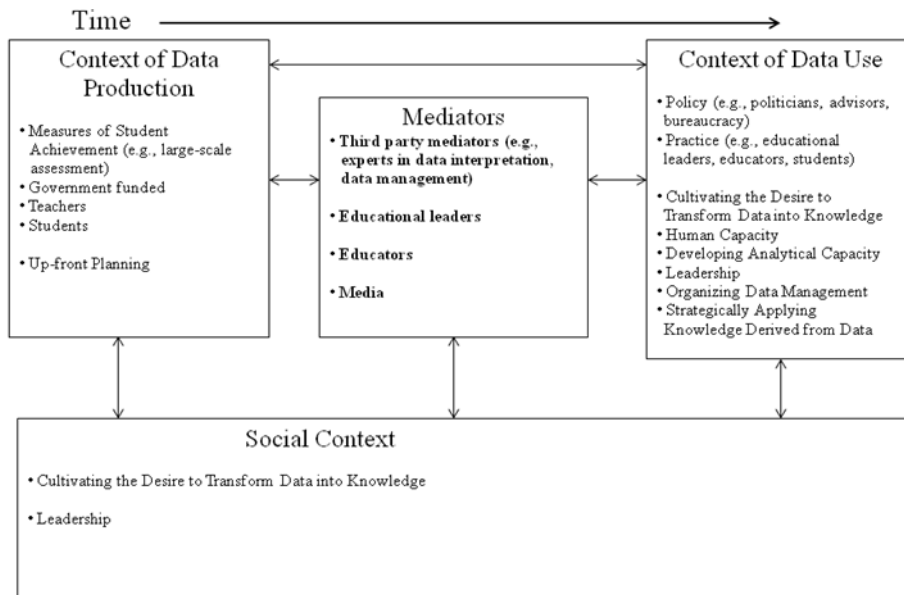 Time
Context of Data
Production
• Measures of Student
Achievement (e.g., large-scale
assessment)
• Government funded
• Teachers
• Students
• Up-front Planning
Mediators
• Third party mediators (e.g.,
experts in data interpretation,
data management)
• Educational leaders
• Educators
• Media
Context of Data Use
• Policy (e.g., politicians, advisors,
bureaucracy)
• Practice (e.g., educational
leaders, educators, students)
• Cultivating the Desire to
Transform Data into Knowledge
• Human Capacity
• Developing Analytical Capacity
• Leadership
• Organizing Data Management
• Strategically Applying
Knowledge Derived from Data
Social Context
• Cultivating the Desire to Transform Data into Knowledge
• Leadership